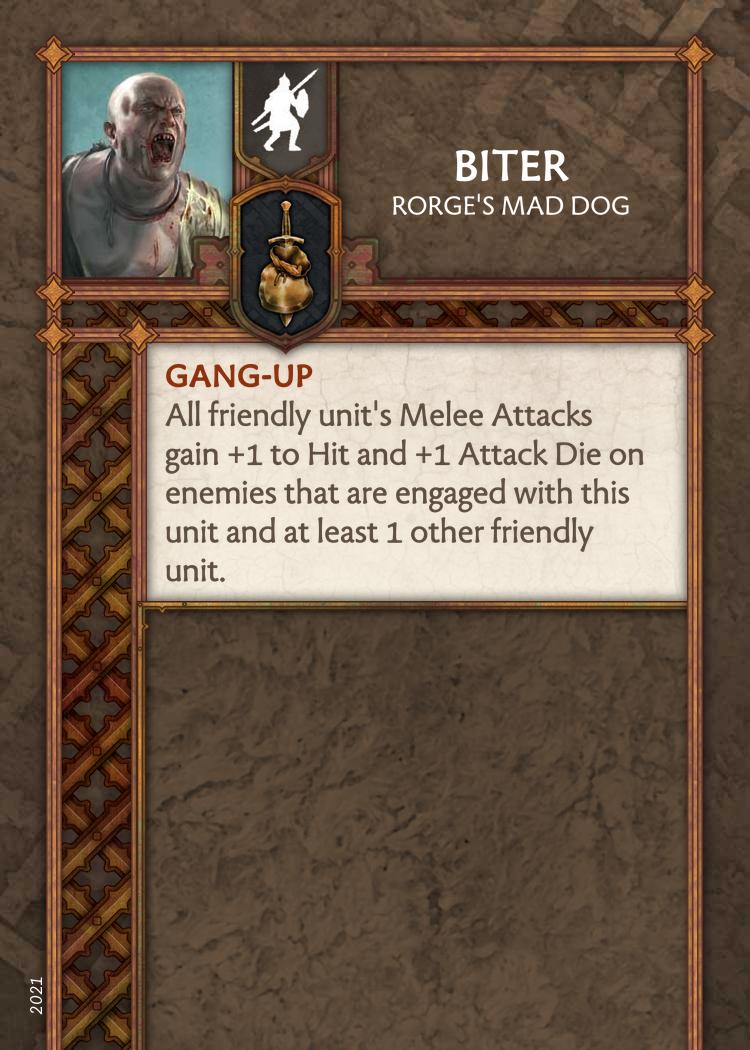 BITER
RORGE'S MAD DOG
GANG-UP
All friendly unit's Melee Attacks
gain +1 to Hit and +1 Attack Die on
enemies that are engaged with this
unit and at least 1 other friendly
unit.
2021